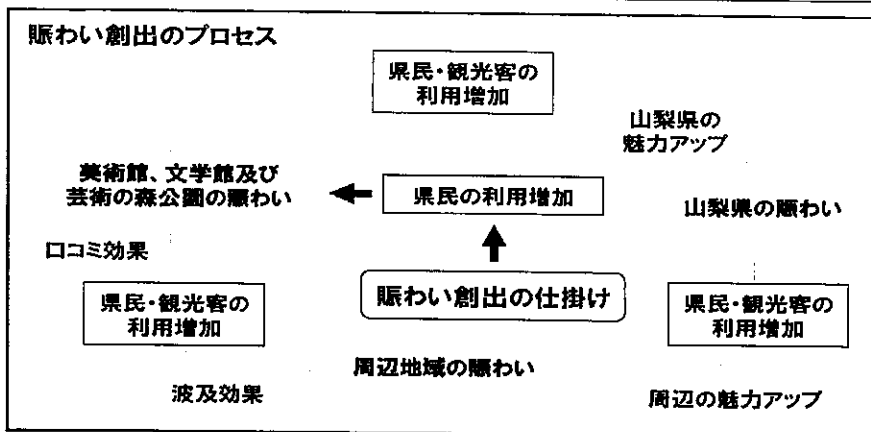 賑わい創出のプロセス
県民・観光客の
利用増加
山梨県の
魅力アップ
美術館、文学館及び
芸術の森公園の賑わい
県民の利用増加
山梨県の賑わい
口コミ効果
県民・観光客の
利用増加
賑わい創出の仕掛け
県民・観光客の
利用増加
周辺地域の賑わい
波及効果
周辺の魅力アップ